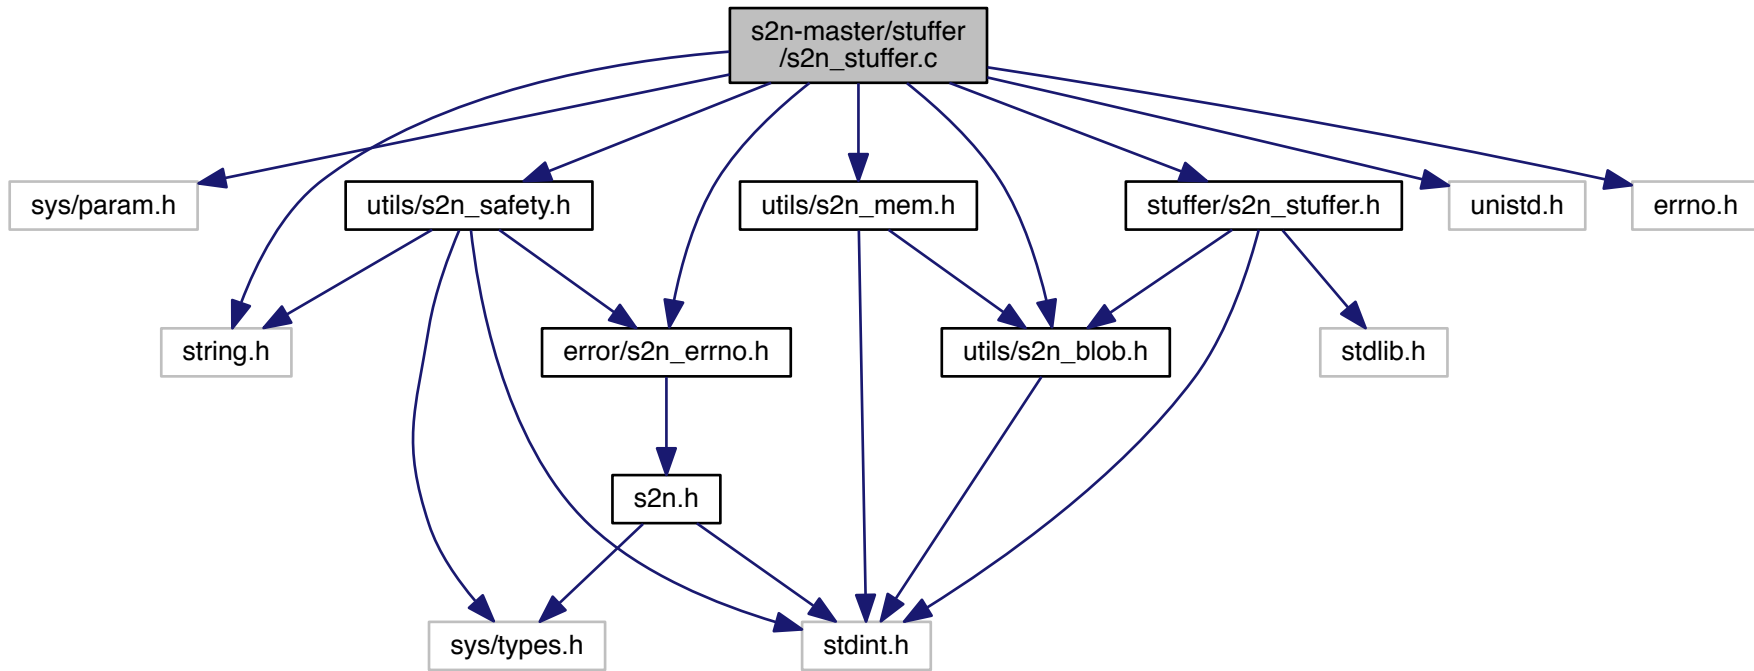 s2n-master/stuffer
/s2n_stuffer.c
sys/param.h
utils/s2n_safety.h
utils/s2n_mem.h
stuffer/s2n_stuffer.h
unistd.h
errno.h
string.h
error/s2n_errno.h
utils/s2n_blob.h
stdlib.h
s2n.h
sys/types.h
stdint.h